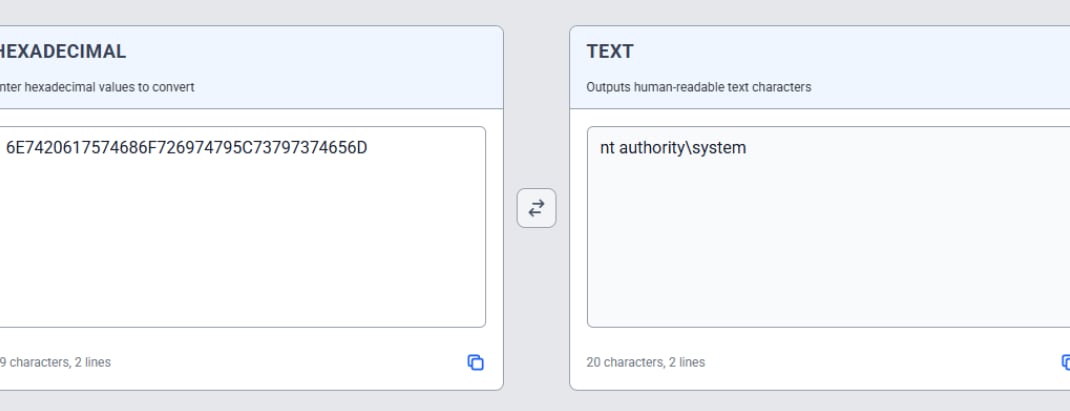 HEXADECIMAL
nter hexadecimal values to convert
6E7420617574686F726974795C73797374656D
9 characters, 2 lines
TEXT
Outputs human-readable text characters
nt authority\system
20 characters, 2 lines